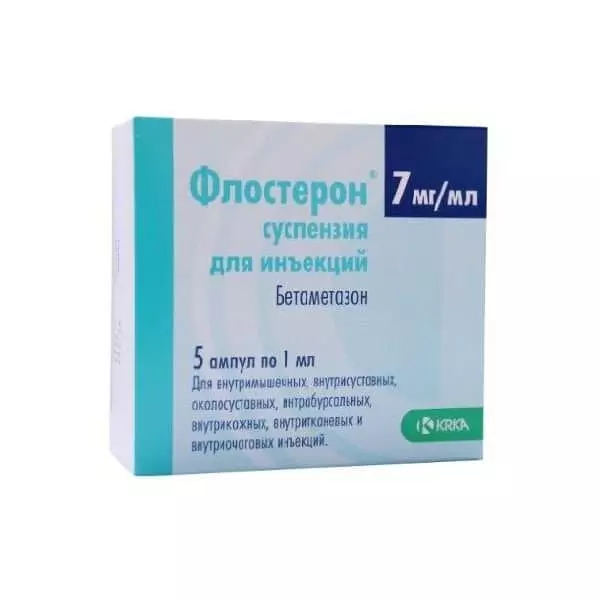 Флостерон®
7 мг/мл
суспензия
для инъекций
Бетаметазон
5 ампул по 1 мл
Для внутримышечных, внутрисуставных,
околосуставных, интрабурсальных,
внутрикожных, внутритканевых и
внутриочаговых инъекций.
KRKA